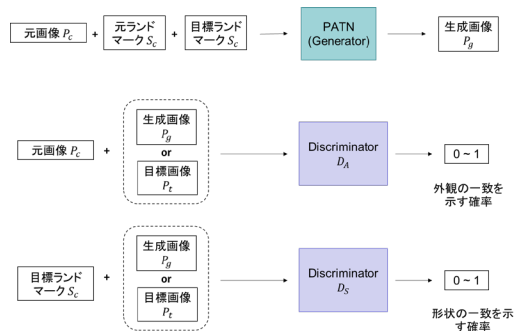 元画像 P_c + 元ランドマーク S_c + 目標ランドマーク S_c PATN (Generator) 生成画像 P_g
元画像 P_c + 生成画像 P_g or 目標画像 P_t Discriminator D_A 0 ~ 1
外観の一致を
示す確率
目標ランドマーク S_c + 生成画像 P_g or 目標画像 P_t Discriminator D_S 0 ~ 1
形状の一致を示
す確率